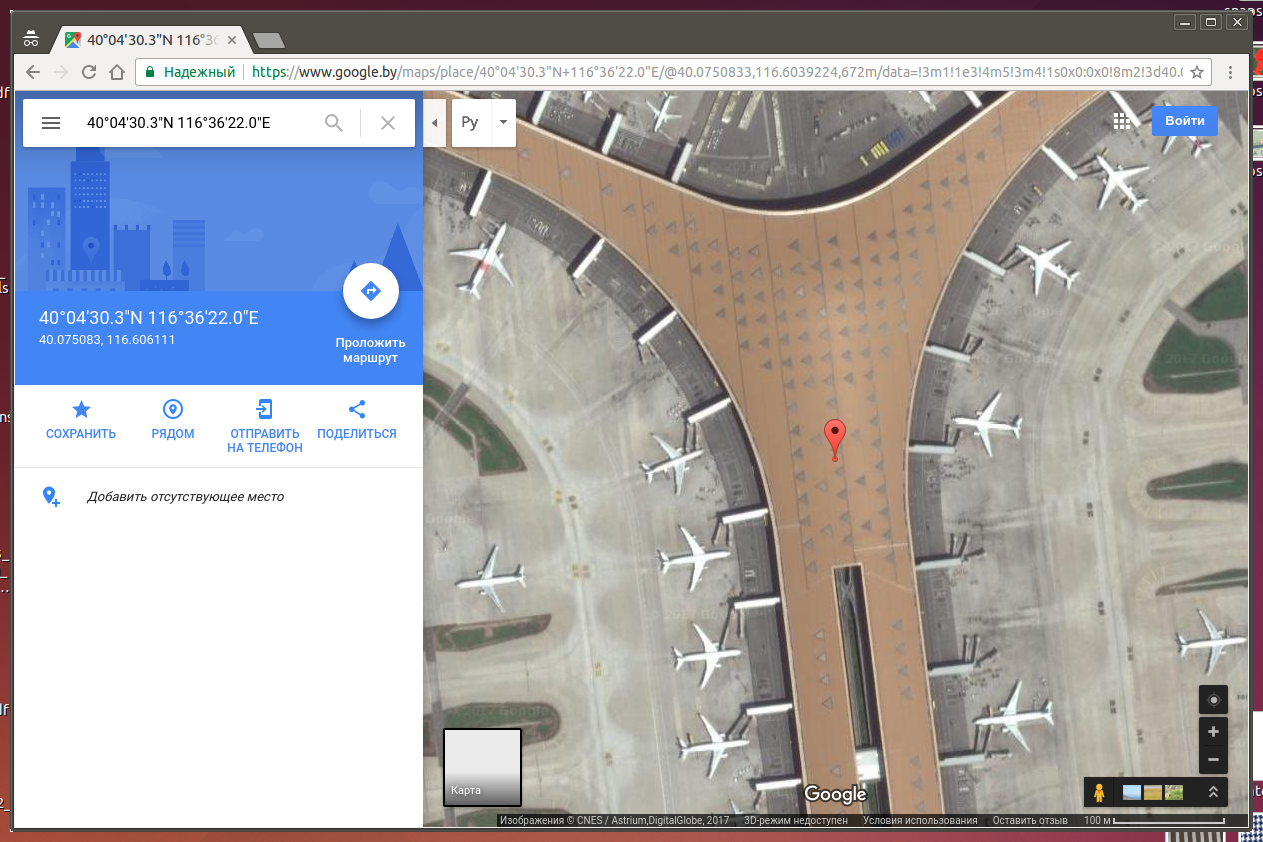 40°04'30.3"N 116°36
Надежный
https://www.google.by/maps/place/40°04'30.3"N+116°36'22.0"E/@40.0750833,116.6039224,672m/data=!3m1!1e3!4m5!3m4!1s0x0:0x0!8m2!3d40.0
40°04'30.3"N 116°36'22.0"E
Ру
Войти
40°04'30.3"N 116°36'22.0"E
40.075083, 116.606111
Проложить
маршрут
СОХРАНИТЬ
РЯДОМ
ОТПРАВИТЬ
НА ТЕЛЕФОН
ПОДЕЛИТЬСЯ
Добавить отсутствующее место
Карта
Google
Изображения © CNES / Astrium,DigitalGlobe, 2017
3D-режим недоступен
Условия использования
Оставить отзыв
100 м